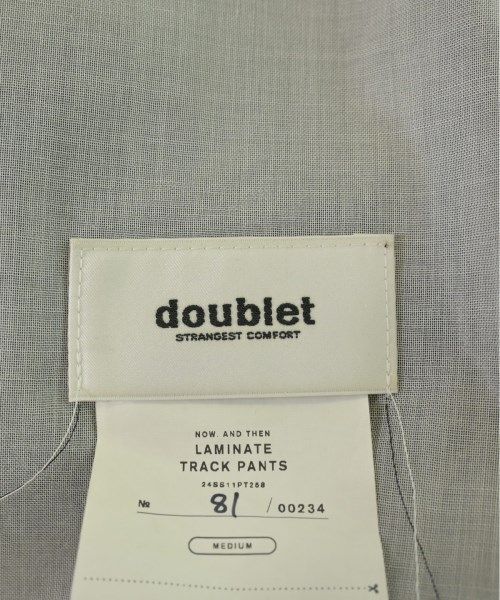 doublet
STRANGEST COMFORT
NOW, AND THEN
LAMINATE
TRACK PANTS
24SS11PT258
№ 81 / 00234
MEDIUM